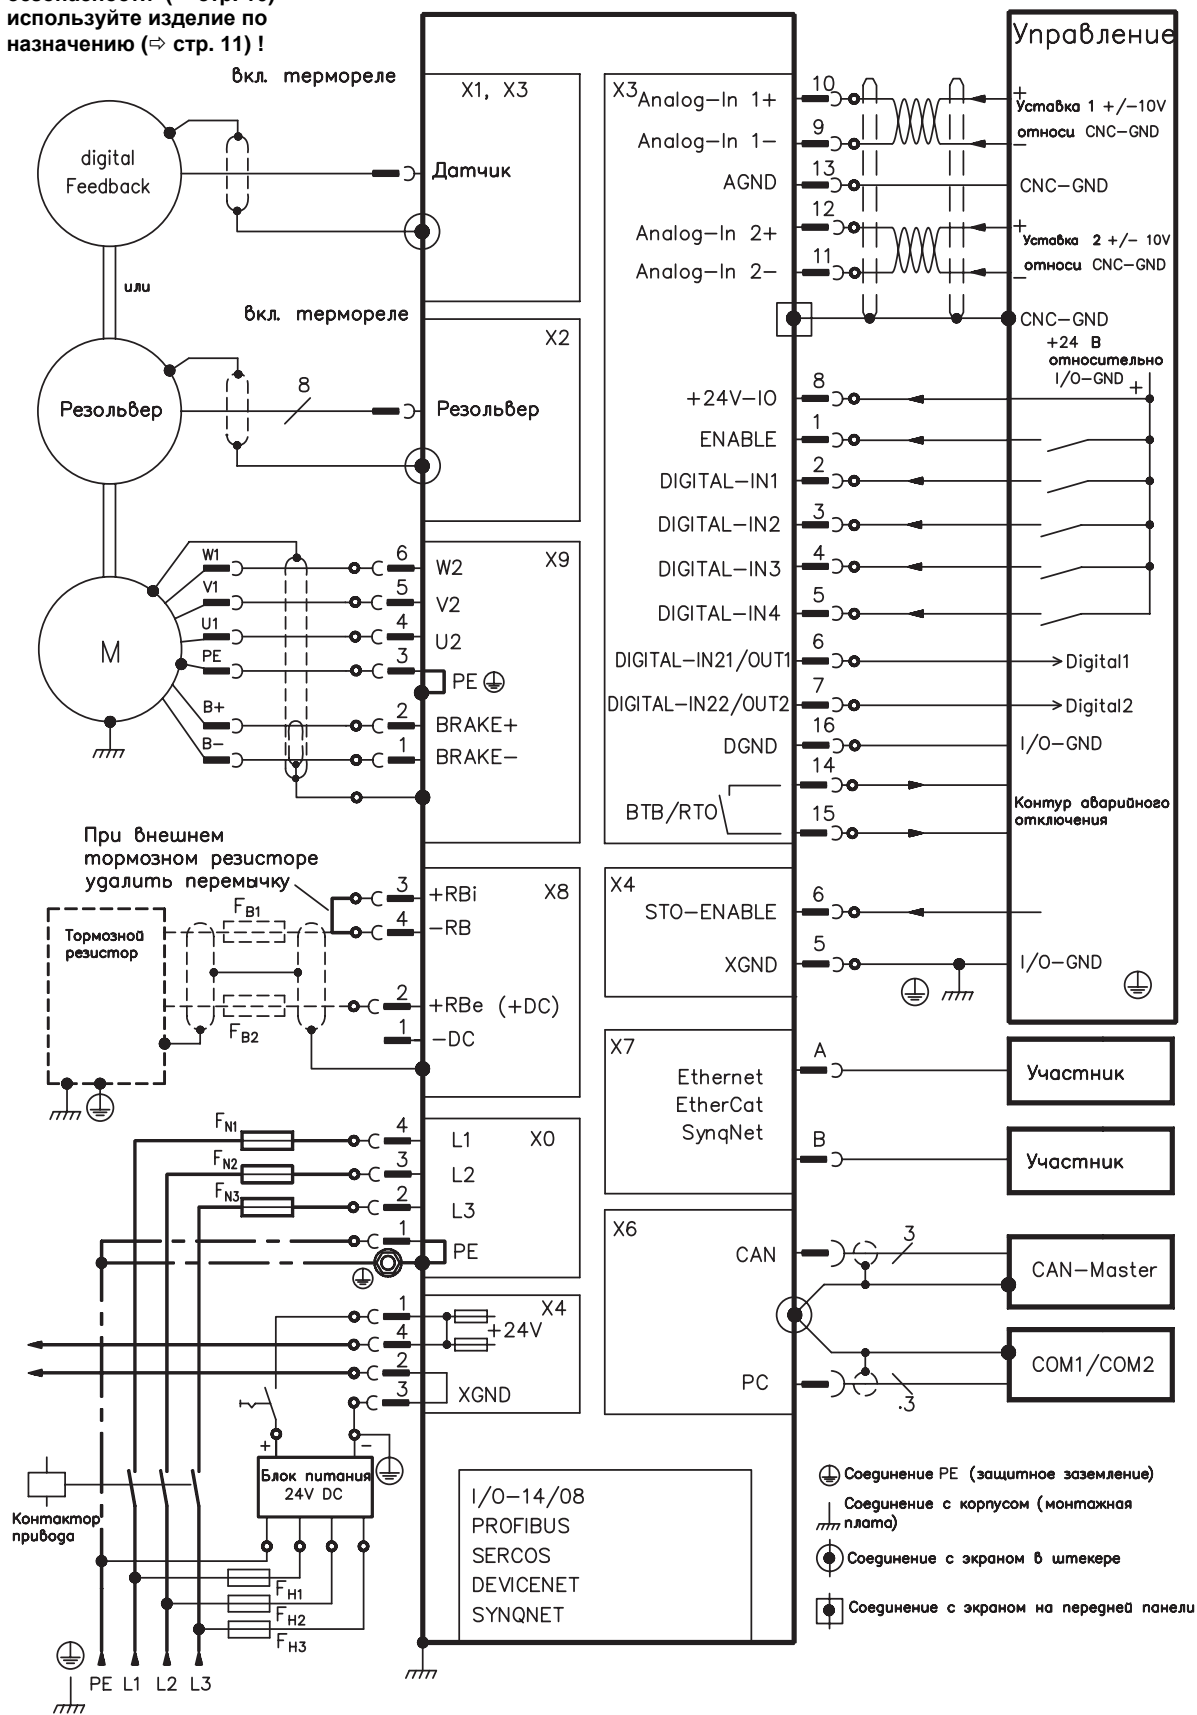 используйте изделие по
назначению (⇨ стр. 11) !
вкл. термореле
digital
Feedback
X1, X3
Датчик
или
вкл. термореле
Резольвер
8
X2
Резольвер
M
W1
V1
U1
PE
B+
B-
6
5
4
3
2
1
X9
W2
V2
U2
PE
BRAKE+
BRAKE-
При внешнем
тормозном резисторе
удалить перемычку
Тормозной
резистор
FB1
FB2
3
4
2
1
X8
+RBi
-RB
+RBe (+DC)
-DC
FN1
FN2
FN3
4
3
2
1
X0
L1
L2
L3
PE
1
4
2
3
X4
+24V
XGND
+
-
Блок питания
24V DC
Контактор
привода
FH1
FH2
FH3
PE L1 L2 L3
X3
Analog-In 1+
Analog-In 1-
AGND
Analog-In 2+
Analog-In 2-
+24V-IO
ENABLE
DIGITAL-IN1
DIGITAL-IN2
DIGITAL-IN3
DIGITAL-IN4
DIGITAL-IN21/OUT1
DIGITAL-IN22/OUT2
DGND
BTB/RTO
10
9
13
12
11
8
1
2
3
4
5
6
7
16
14
15
X4
STO-ENABLE
XGND
6
5
X7
Ethernet
EtherCat
SynqNet
A
B
X6
CAN
PC
3
.3
I/O-14/08
PROFIBUS
SERCOS
DEVICENET
SYNQNET
Управление
+
Уставка 1 +/-10V
относи CNC-GND
-
CNC-GND
+
Уставка 2 +/- 10V
относи CNC-GND
-
CNC-GND
+24 В
относительно
I/O-GND +
Digital1
Digital2
I/O-GND
Контур аварийного
отключения
I/O-GND
Участник
Участник
CAN-Master
COM1/COM2
Соединение PE (защитное заземление)
Соединение с корпусом (монтажная
плата)
Соединение с экраном в штекере
Соединение с экраном на передней панели